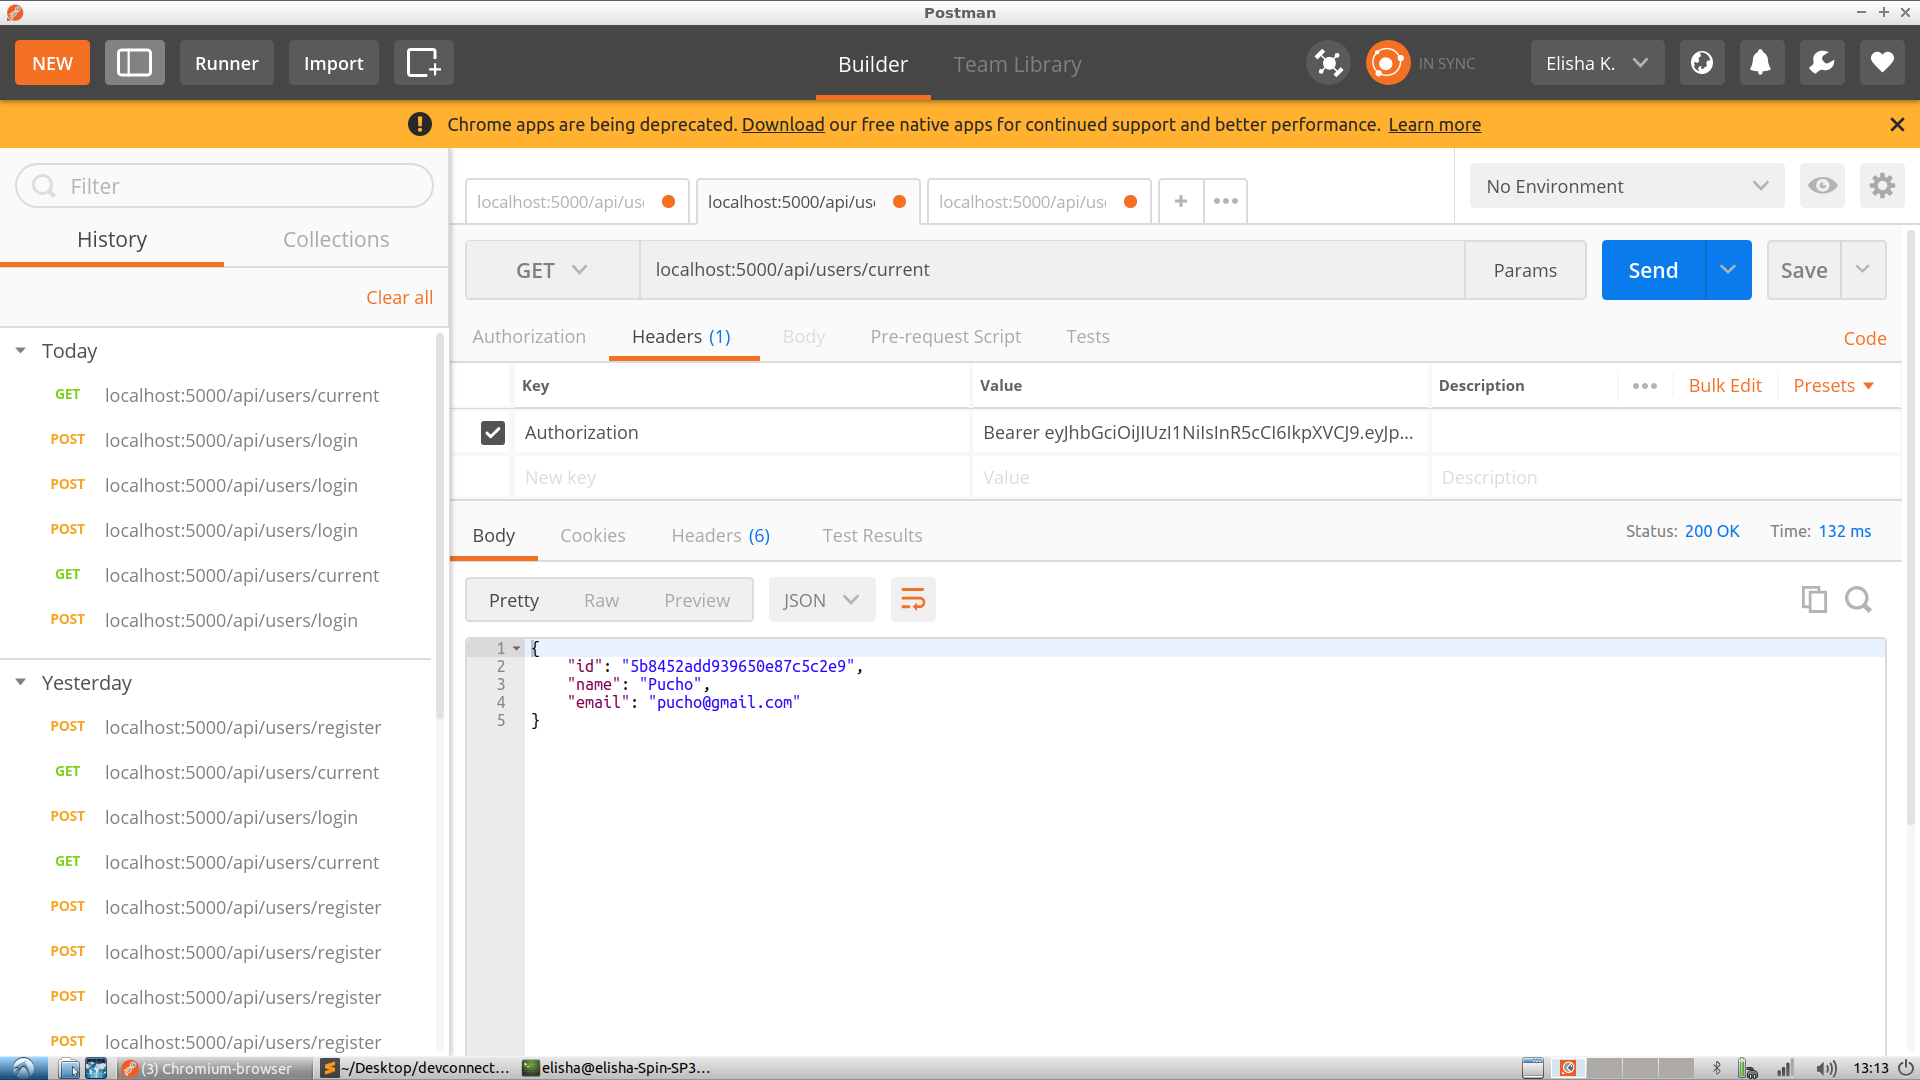 Postman
NEW Runner Import Builder Team Library IN SYNC Elisha K.
Chrome apps are being deprecated. Download our free native apps for continued support and better performance. Learn more
Filter
History Collections
Clear all
Today
GET localhost:5000/api/users/current
POST localhost:5000/api/users/login
POST localhost:5000/api/users/login
POST localhost:5000/api/users/login
GET localhost:5000/api/users/current
POST localhost:5000/api/users/login
Yesterday
POST localhost:5000/api/users/register
GET localhost:5000/api/users/current
POST localhost:5000/api/users/login
GET localhost:5000/api/users/current
POST localhost:5000/api/users/register
POST localhost:5000/api/users/register
POST localhost:5000/api/users/register
POST localhost:5000/api/users/register
localhost:5000/api/us localhost:5000/api/us localhost:5000/api/us + ••• No Environment
GET localhost:5000/api/users/current Params Send Save
Authorization Headers (1) Body Pre-request Script Tests Code
Key Value Description ••• Bulk Edit Presets
Authorization Bearer eyJhbGciOiJIUzI1NiIsInR5cCI6IkpXVCJ9.eyJp...
New key Value Description
Body Cookies Headers (6) Test Results Status: 200 OK Time: 132 ms
Pretty Raw Preview JSON
1 {
2 "id": "5b8452add939650e87c5c2e9",
3 "name": "Pucho",
4 "email": "pucho@gmail.com"
5 }
(3) Chromium-browser ~/Desktop/devconnect... elisha@elisha-Spin-SP3... 13:13